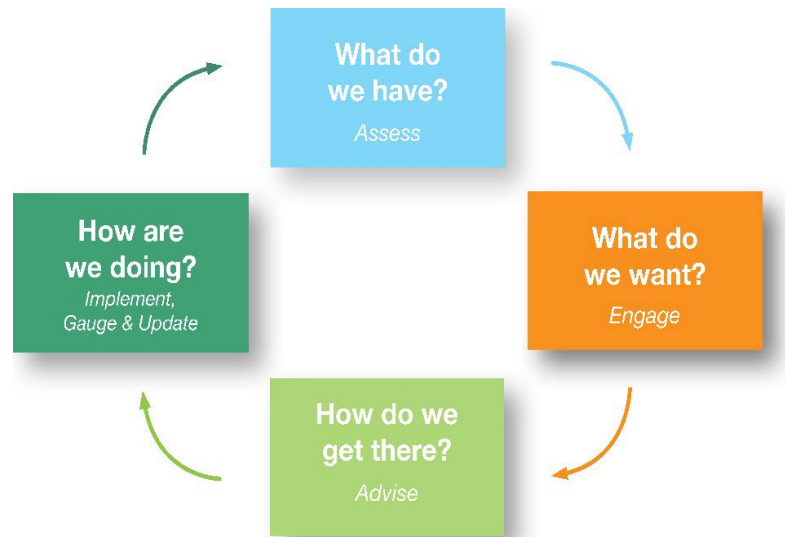 What do
we have?
Assess
What do
we want?
Engage
How do we
get there?
Advise
How are
we doing?
Implement,
Gauge & Update